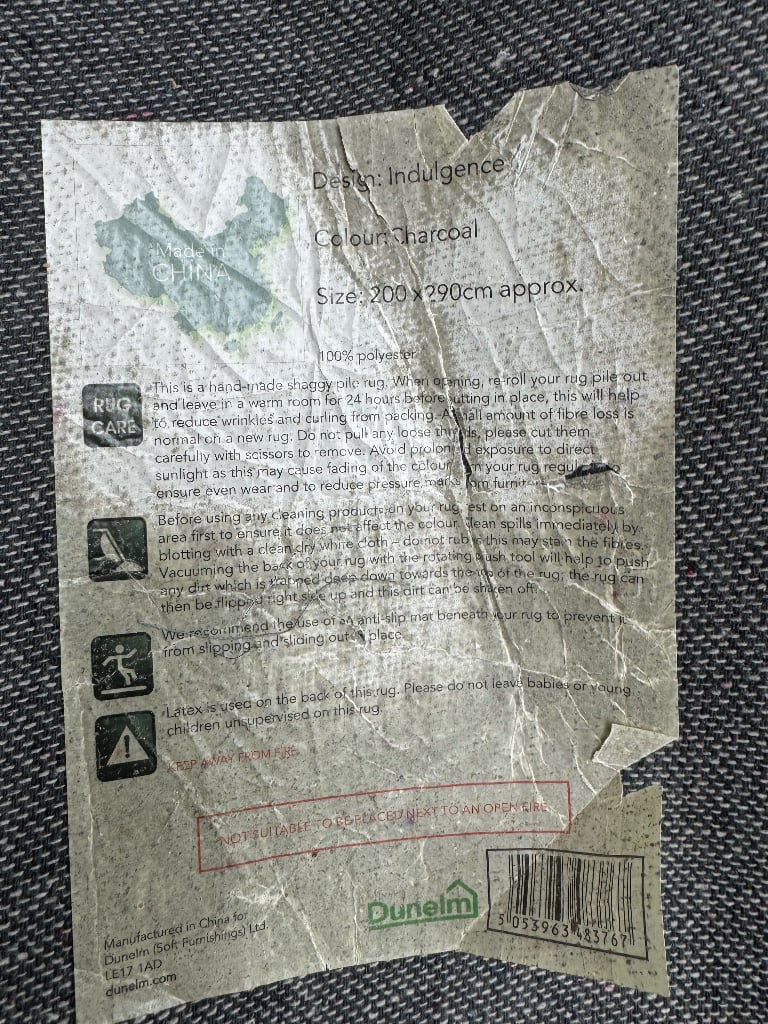 Made in
CHINA
Design: Indulgence
Colour: Charcoal
Size: 200 x 290cm approx.
100% polyester
RUG
CARE
This is a hand-made shaggy pile rug. When opening, re-roll your rug pile out
and leave in a warm room for 24 hours before putting in place, this will help
to reduce wrinkles and curling from packing. A small amount of fibre loss is
normal on a new rug. Do not pull any loose threads, please cut them
carefully with scissors to remove. Avoid prolonged exposure to direct
sunlight as this may cause fading of the colour. your rug
ensure even wear and to reduce pressure marks from furniture
Before using any cleaning products on your rug, test on an inconspicuous
area first to ensure it does not affect the colour. Clean spills immediately by
blotting with a clean dry white cloth – do not rub as this may stain the fibres.
Vacuuming the back of your rug with the rotating brush tool will help to push
any dirt which is trapped deep down towards the top of the rug; the rug can
then be flipped right side up and this dirt can be shaken off.
We recommend the use of an anti-slip mat beneath your rug to prevent it
from slipping and sliding out of place.
Latex is used on the back of this rug. Please do not leave babies or young
children unsupervised on this rug.
KEEP AWAY FROM FIRE
NOT SUITABLE TO BE PLACED NEXT TO AN OPEN FIRE
Manufactured in China for
Dunelm (Soft Furnishings) Ltd.
LE17 1AD
dunelm.com
Dunelm
5 053963 483767